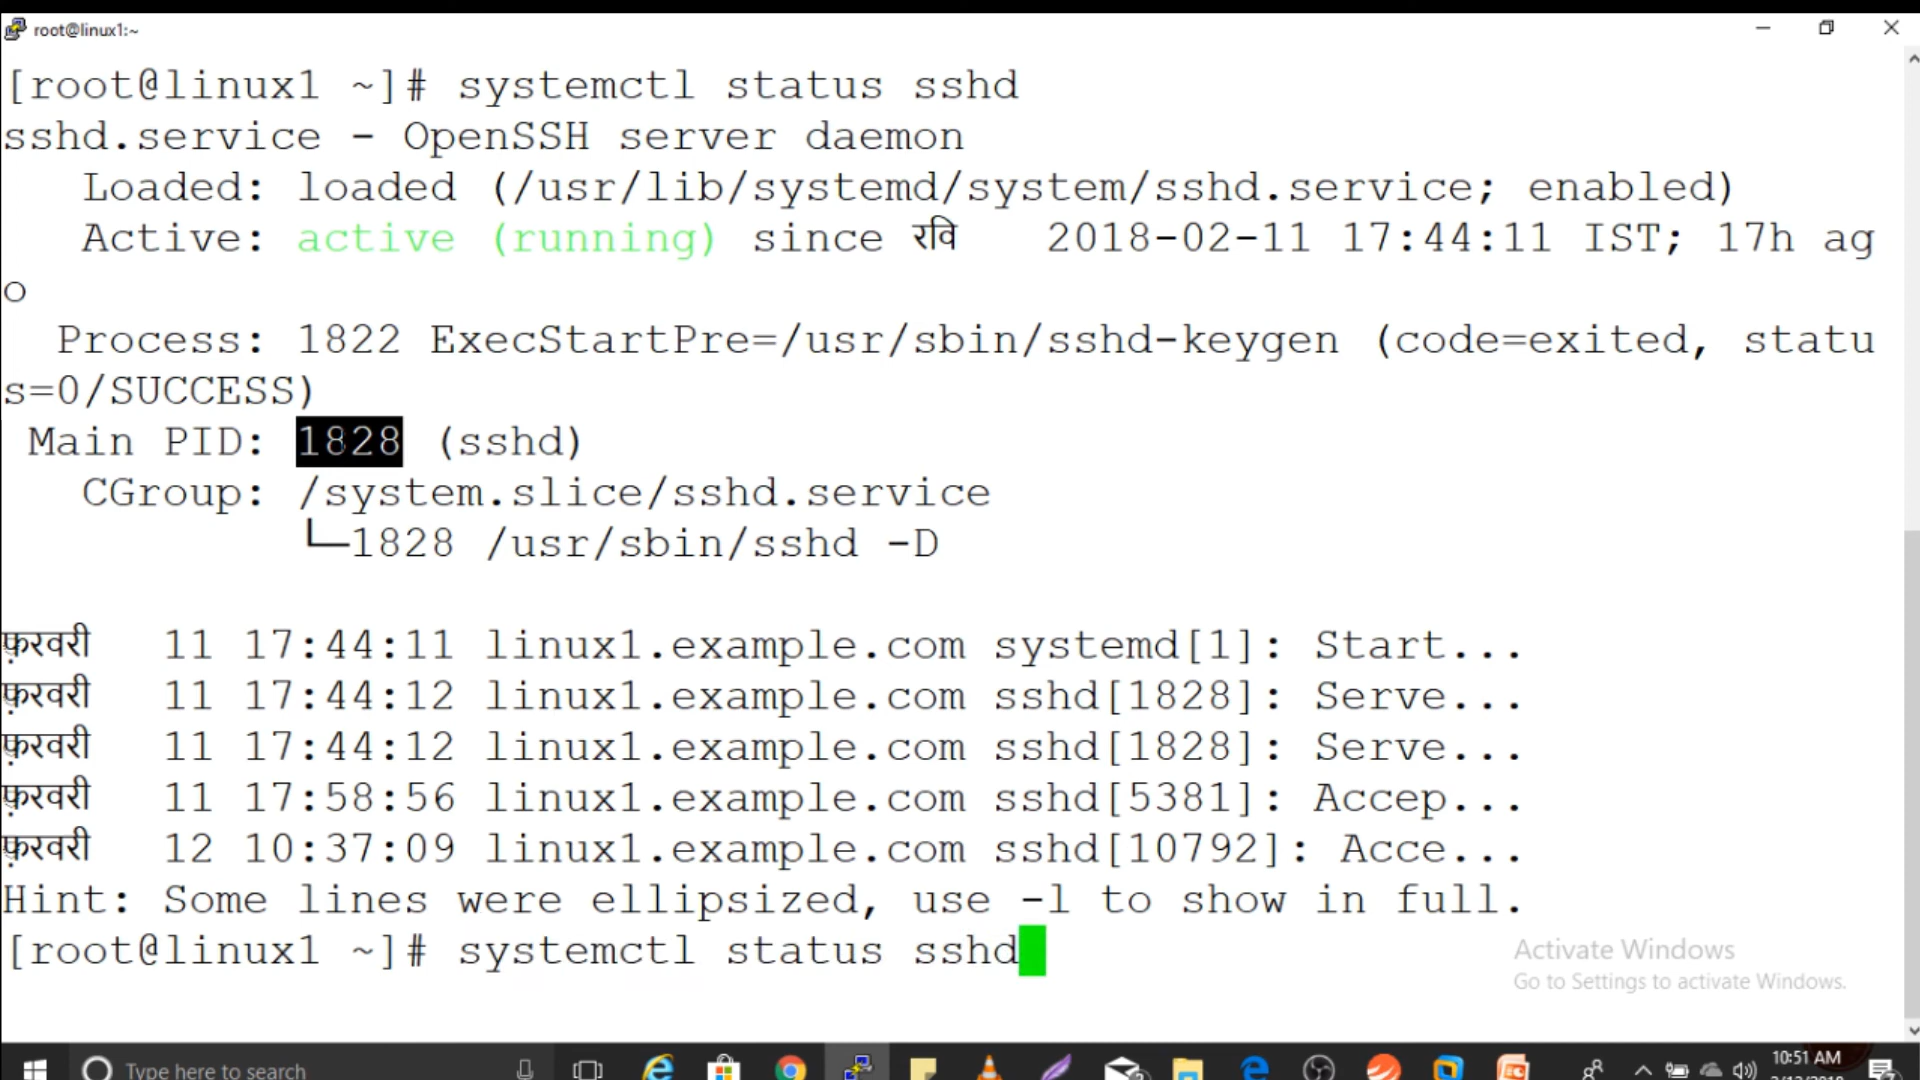 root@linux1:~
[root@linux1 ~]# systemctl status sshd
sshd.service - OpenSSH server daemon
   Loaded: loaded (/usr/lib/systemd/system/sshd.service; enabled)
   Active: active (running) since रवि   2018-02-11 17:44:11 IST; 17h ag
o
  Process: 1822 ExecStartPre=/usr/sbin/sshd-keygen (code=exited, statu
s=0/SUCCESS)
 Main PID: 1828 (sshd)
   CGroup: /system.slice/sshd.service
           └─1828 /usr/sbin/sshd -D
फ़रवरी   11 17:44:11 linux1.example.com systemd[1]: Start...
फ़रवरी   11 17:44:12 linux1.example.com sshd[1828]: Serve...
फ़रवरी   11 17:44:12 linux1.example.com sshd[1828]: Serve...
फ़रवरी   11 17:58:56 linux1.example.com sshd[5381]: Accep...
फ़रवरी   12 10:37:09 linux1.example.com sshd[10792]: Acce...
Hint: Some lines were ellipsized, use -l to show in full.
[root@linux1 ~]# systemctl status sshd
Activate Windows
Go to Settings to activate Windows.
Type here to search
10:51 AM